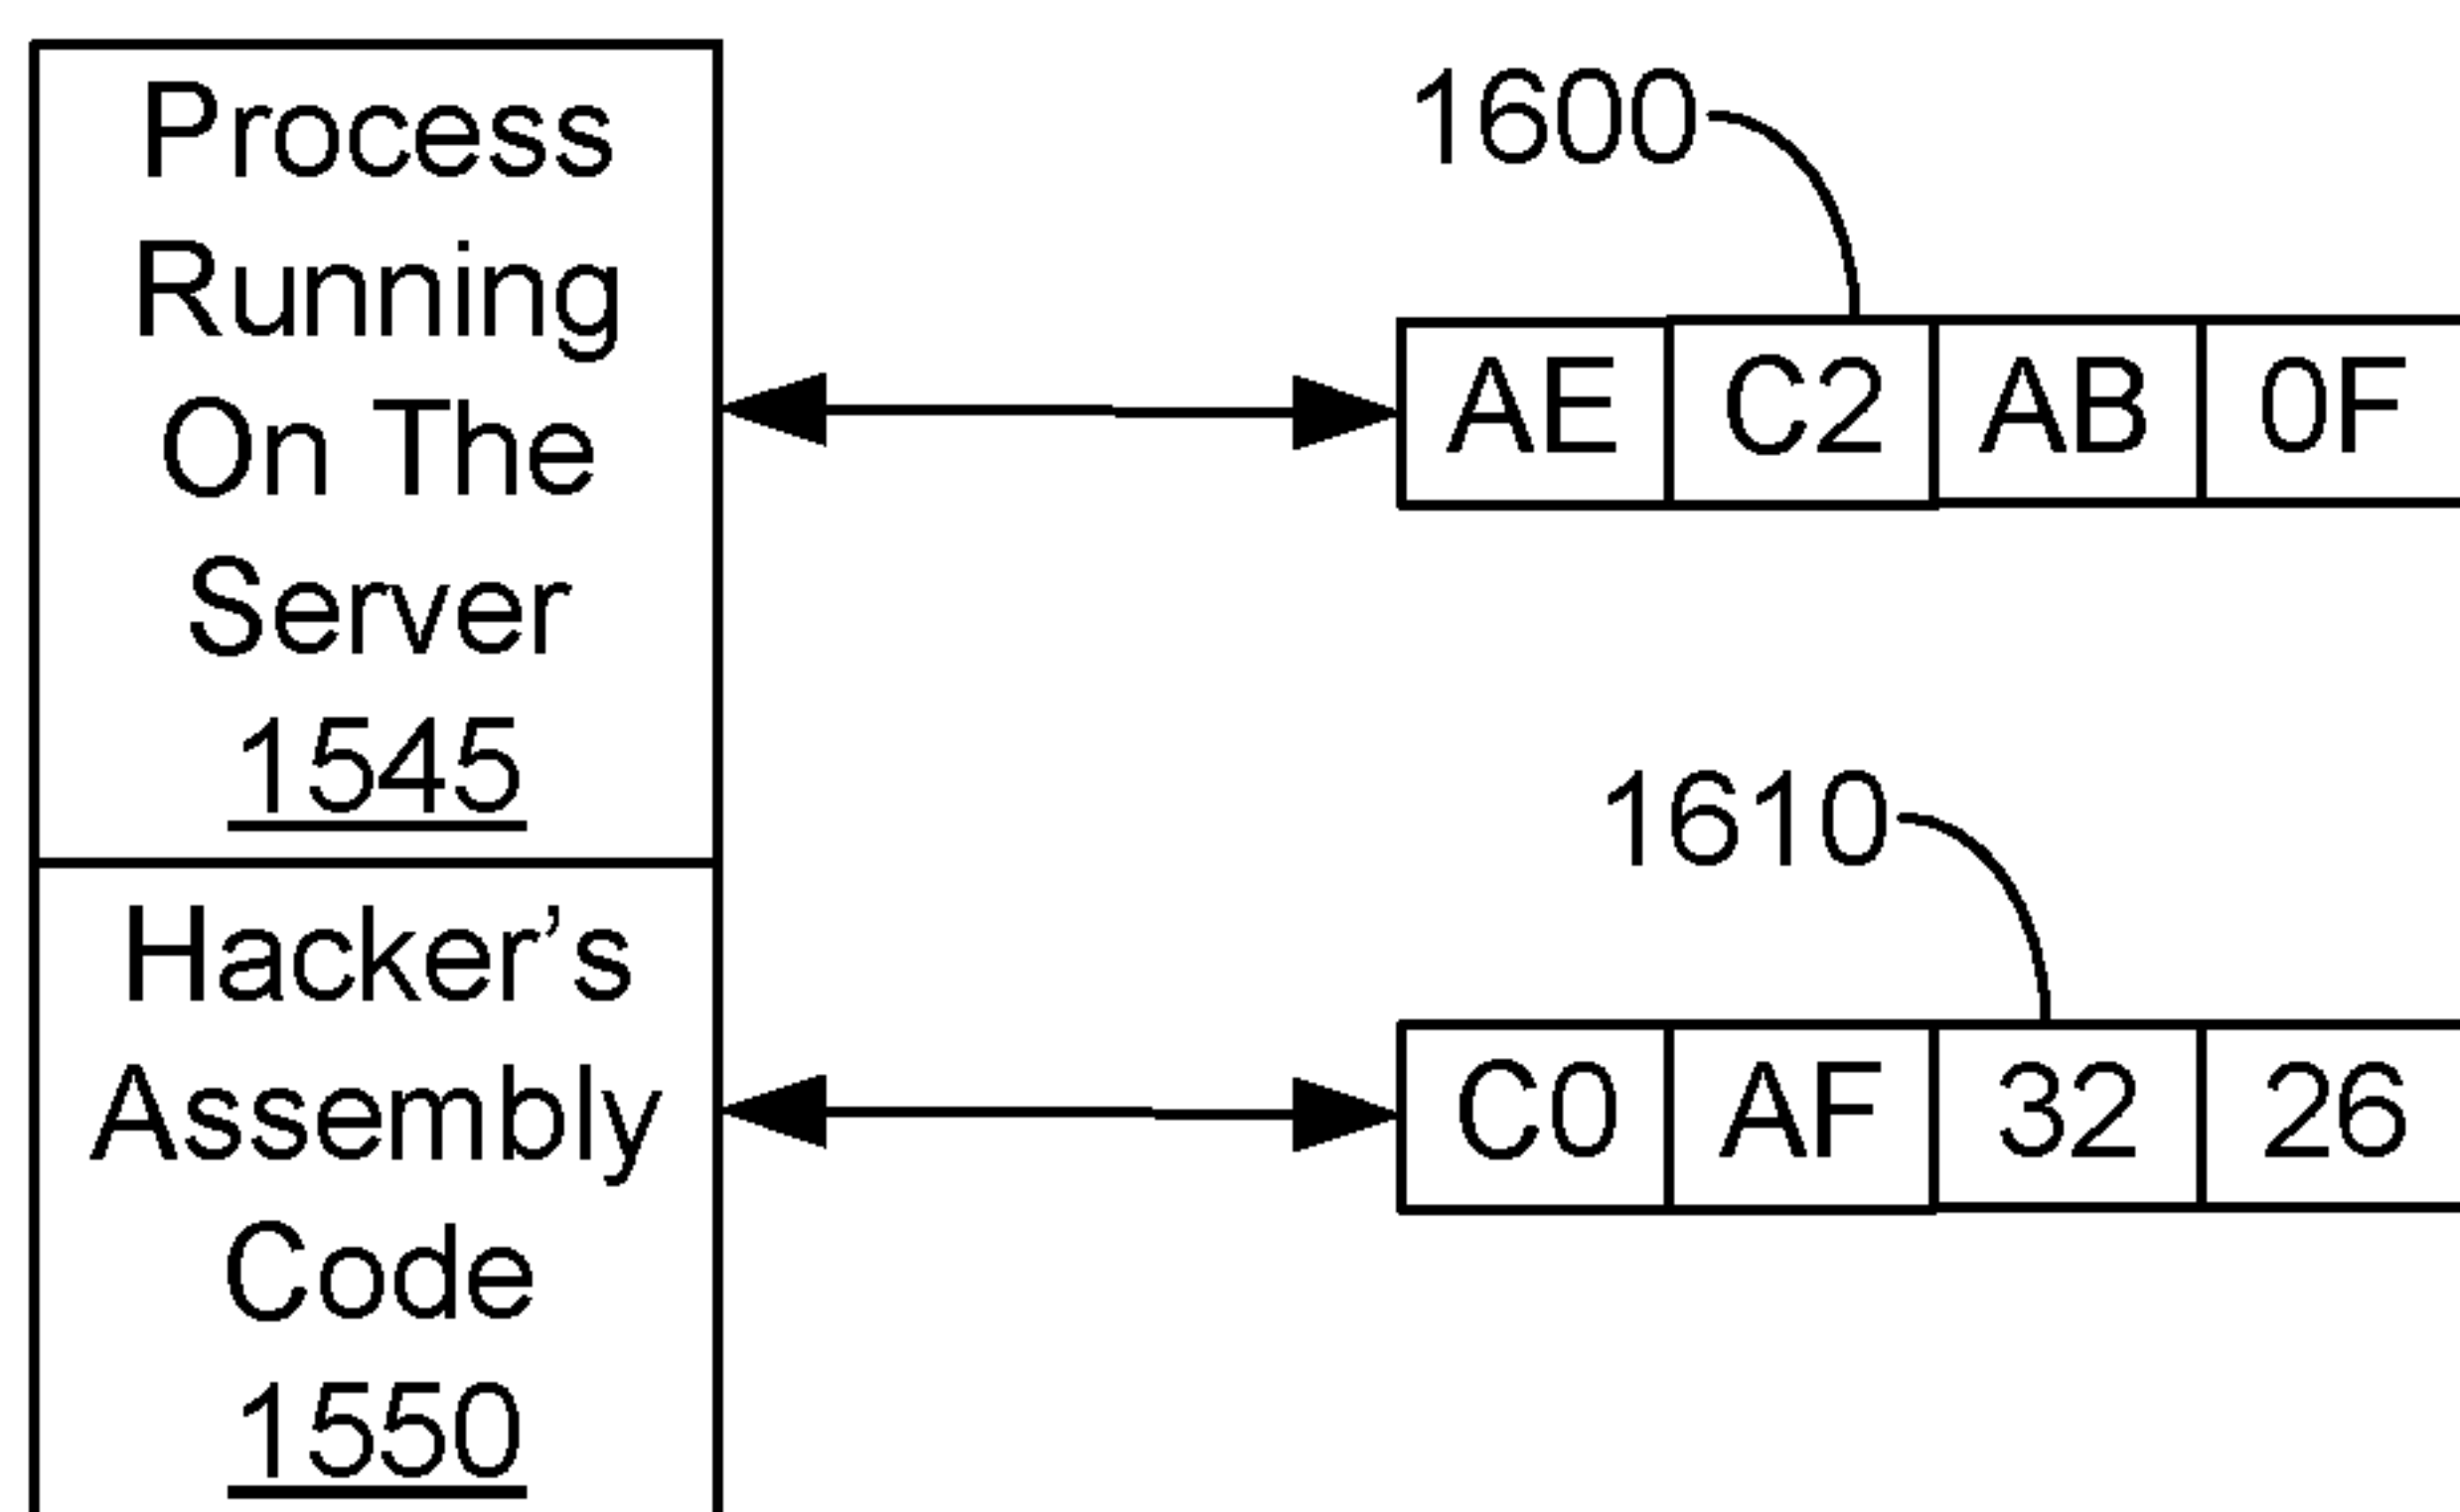 Process
Running
On The
Server
1545
1600
AE C2 AB 0F
Hacker's
Assembly
Code
1550
1610
C0 AF 32 26